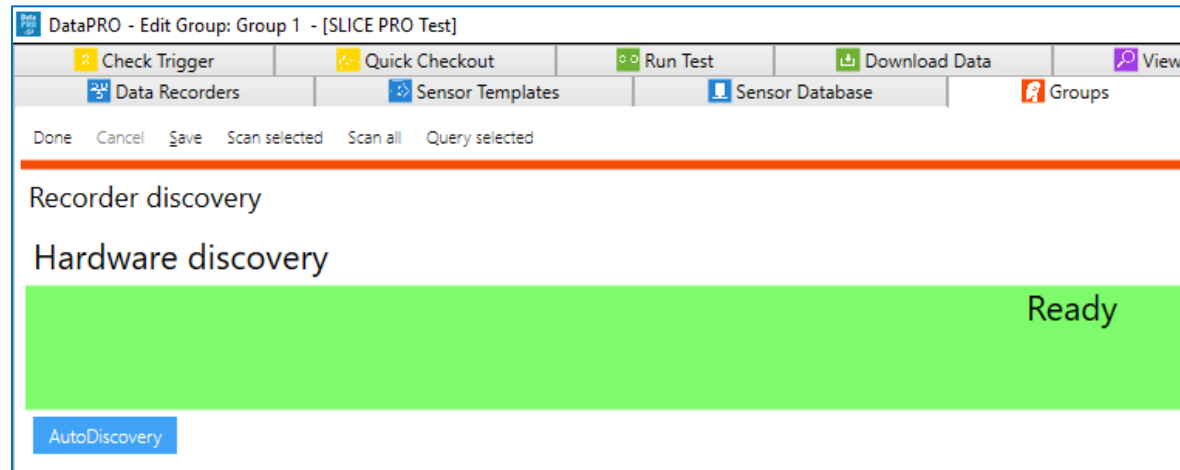 DataPRO - Edit Group: Group 1 - [SLICE PRO Test]
Check Trigger Quick Checkout Run Test Download Data View
Data Recorders Sensor Templates Sensor Database Groups
Done Cancel Save Scan selected Scan all Query selected
Recorder discovery
Hardware discovery
Ready
AutoDiscovery